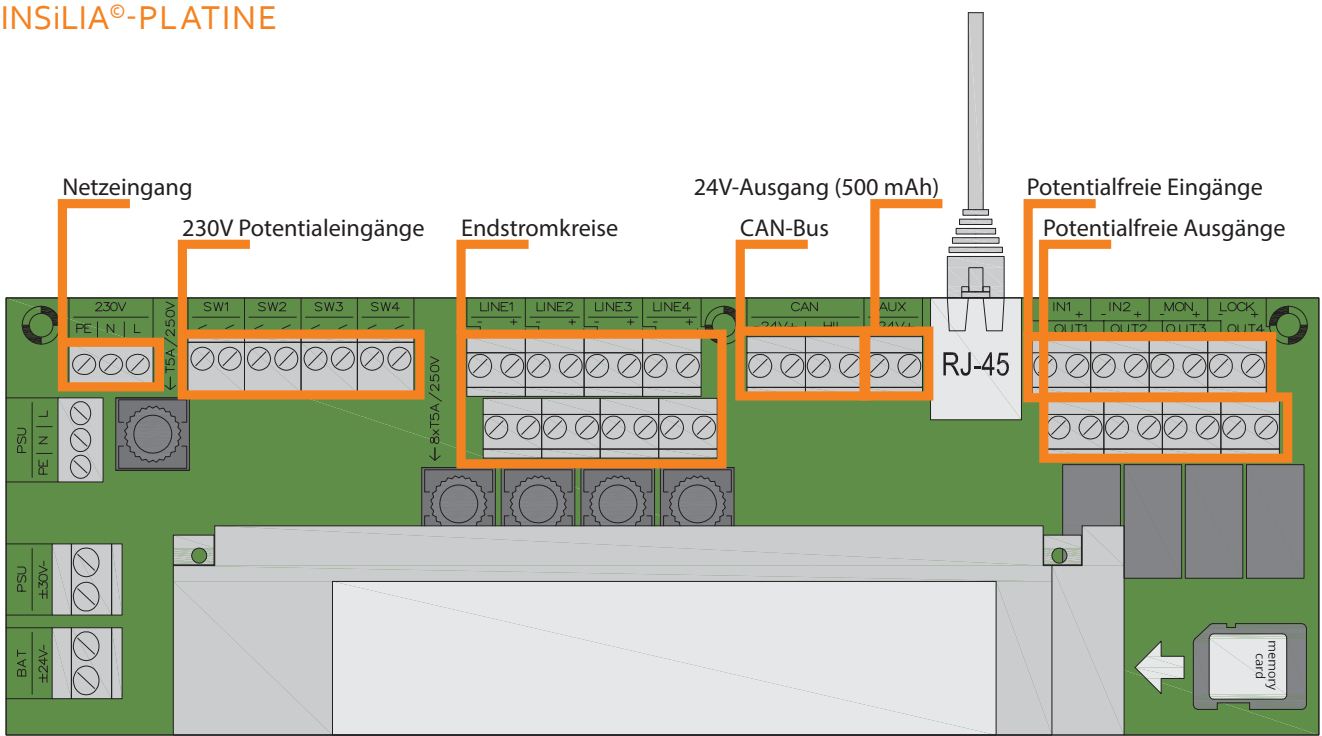 INSiLIA©-PLATINE
Netzeingang
24V-Ausgang (500 mAh)
Potentialfreie Eingänge
230V Potentialeingänge
Endstromkreise
CAN-Bus
Potentialfreie Ausgänge
230V
PE | N | L
←T5A/250V
SW1 SW2 SW3 SW4
LINE1 LINE2 LINE3 LINE4
- + - + - + - +
←8xT5A/250V
CAN
24V+ HIL
AUX
24V+
RJ-45
IN1 IN2 MON LOCK
- + - + - + - +
OUT1 OUT2 OUT3 OUT4
PSU
PE | N | L
PSU
±30V-
BAT
±24V-
memory
card